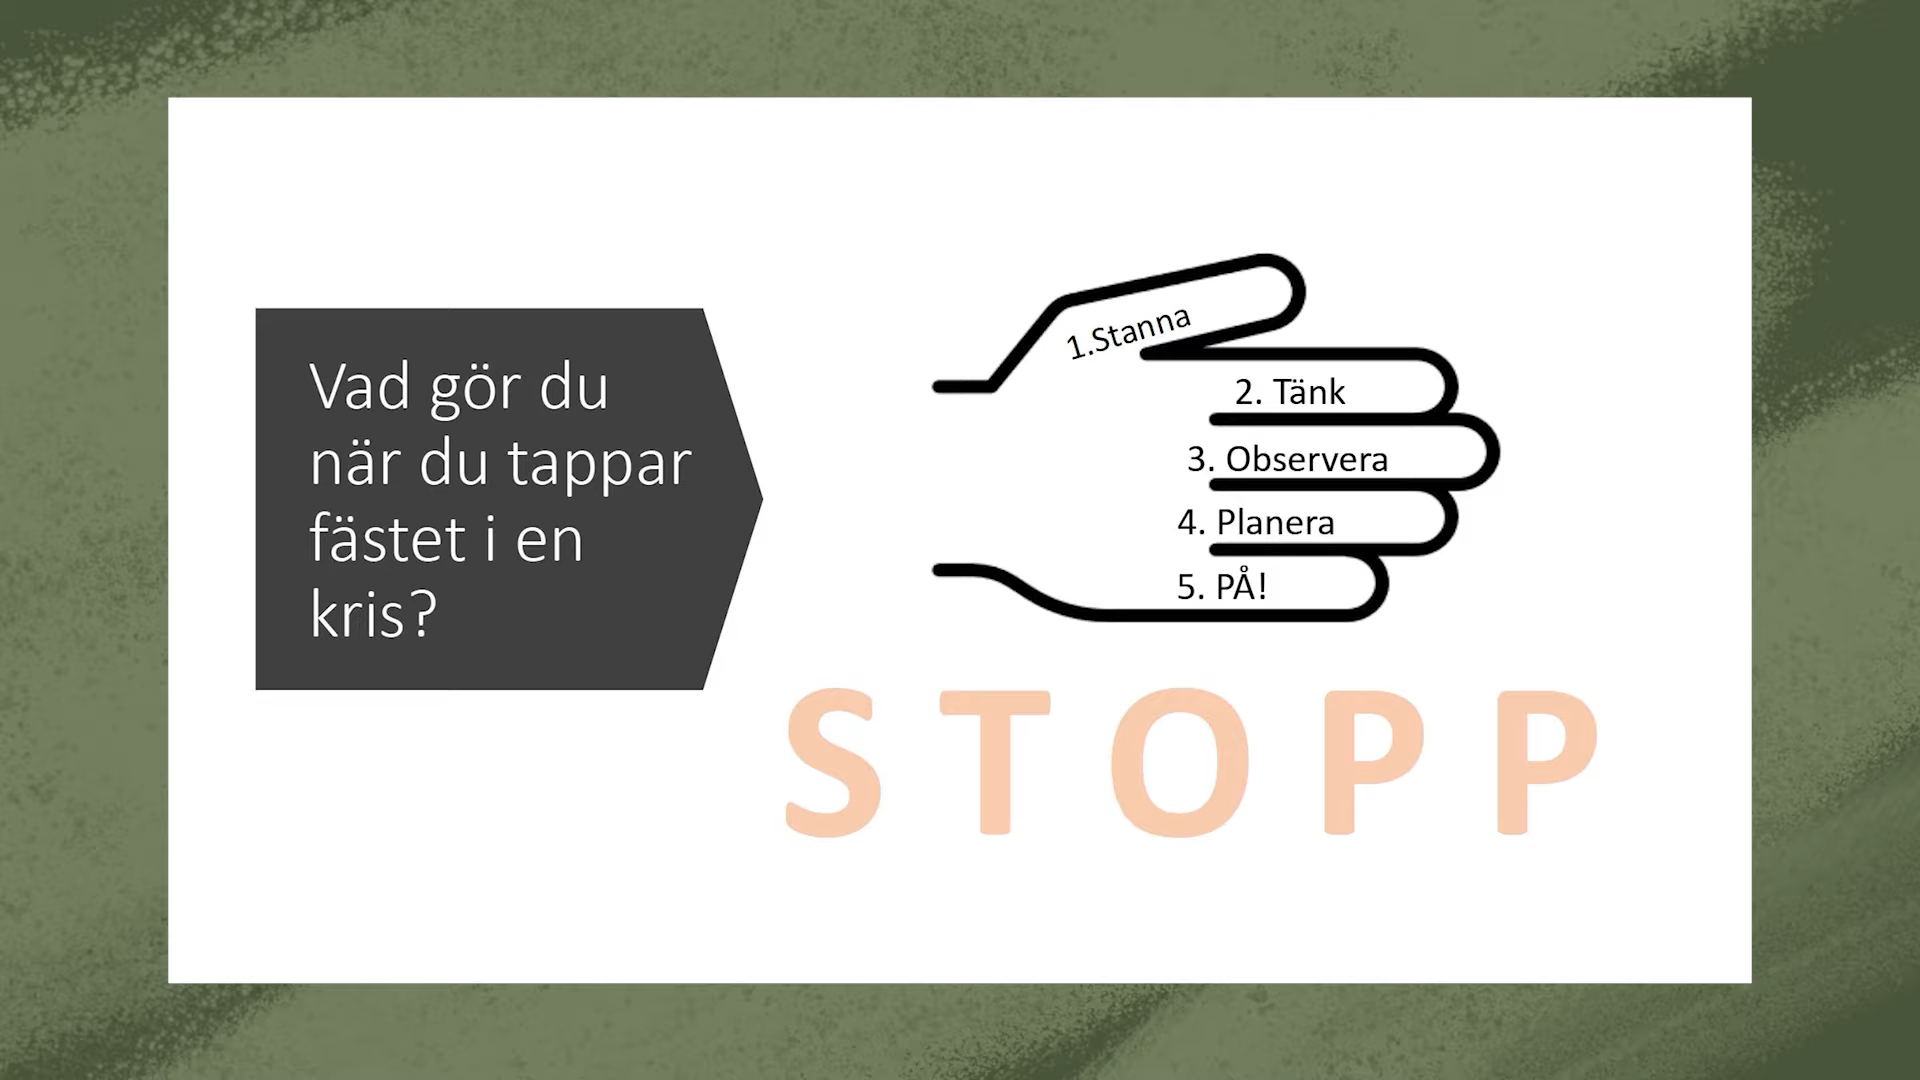 Vad gör du
när du tappar
fästet i en
kris?
1.Stanna
2. Tänk
3. Observera
4. Planera
5. PÅ!
S T O P P